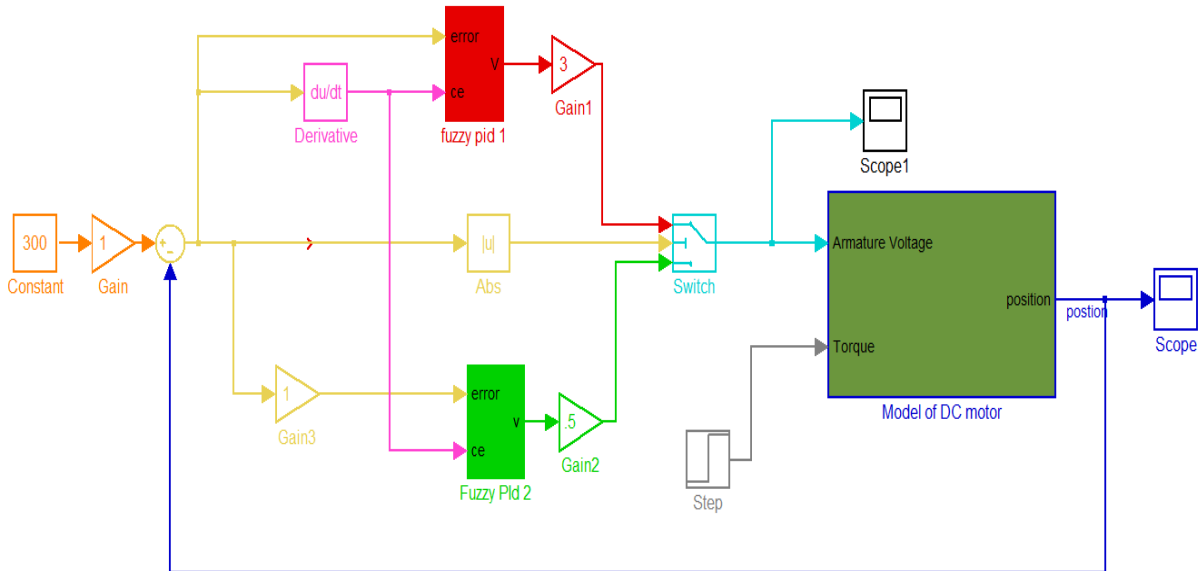 error
V
ce
fuzzy pid 1
3
Gain1
du/dt
Derivative
Scope1
300
Constant
1
Gain
+
−
|u|
Abs
Switch
Armature Voltage
position
Torque
Model of DC motor
postion
Scope
1
Gain3
error
v
ce
Fuzzy PId 2
.5
Gain2
Step